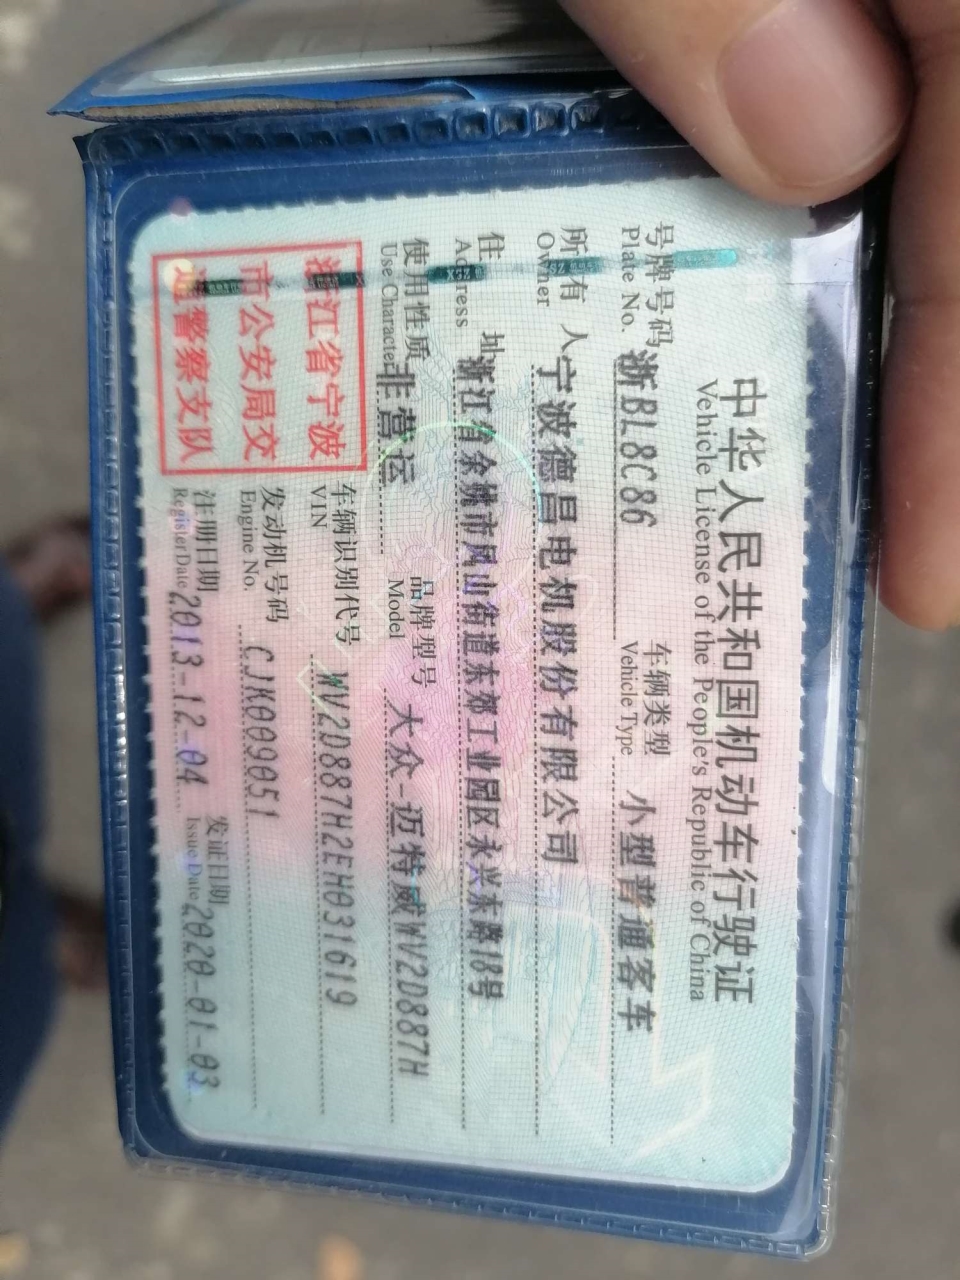 中华人民共和国机动车行驶证
Vehicle License of the People's Republic of China
号牌号码 浙BL8C86 车辆类型 小型普通客车
Plate No. Vehicle Type
所有人 宁波德昌电机股份有限公司
Owner
住址 浙江省余姚市凤山街道东郊工业园区永兴东路18号
Address
使用性质 非营运 品牌型号 大众-迈特威WV2D887H
Use Character Model
车辆识别代号 WV2D887H2EH031619
VIN
发动机号码 CJK009051
Engine No.
注册日期 2013-12-04 发证日期 2020-01-03
Register Date Issue Date
浙江省宁波
市公安局交
通警察支队